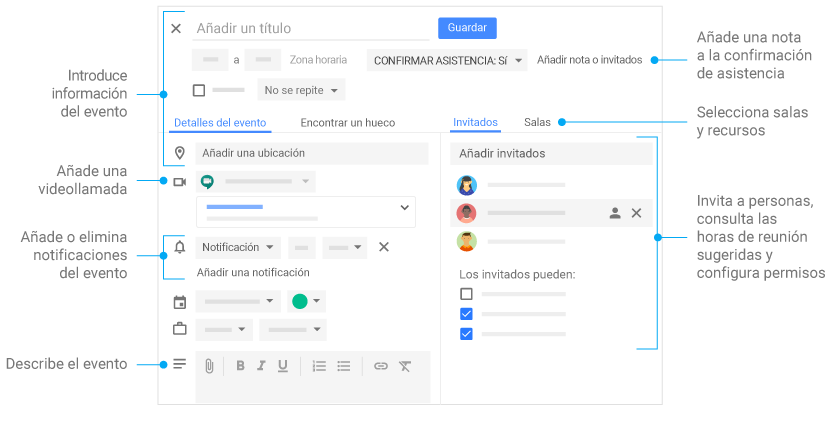 Añadir un título
Guardar
a
Zona horaria
CONFIRMAR ASISTENCIA: Sí
Añadir nota o invitados
No se repite
Detalles del evento
Encontrar un hueco
Invitados
Salas
Añadir una ubicación
Añadir invitados
Notificación
Añadir una notificación
Los invitados pueden:
B I U
Introduce
información
del evento
Añade una
videollamada
Añade o elimina
notificaciones
del evento
Describe el evento
Añade una nota
a la confirmación
de asistencia
Selecciona salas
y recursos
Invita a personas,
consulta las
horas de reunión
sugeridas y
configura permisos